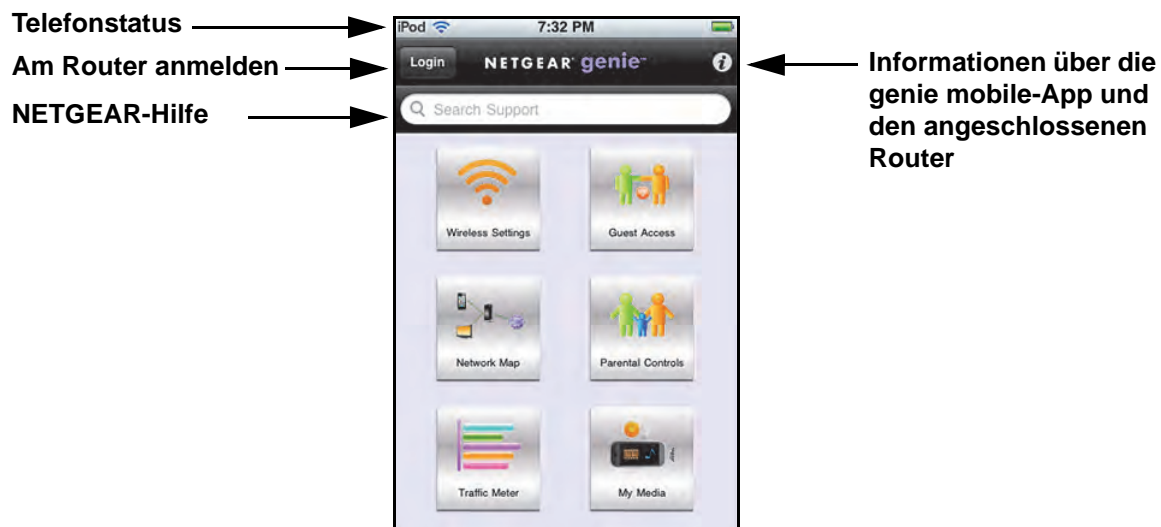 Telefonstatus
iPod 7:32 PM
Am Router anmelden
Login NETGEAR® genie™
Informationen über die
genie mobile-App und
den angeschlossenen
Router
NETGEAR-Hilfe
Search Support
Wireless Settings
Guest Access
Network Map
Parental Controls
Traffic Meter
My Media